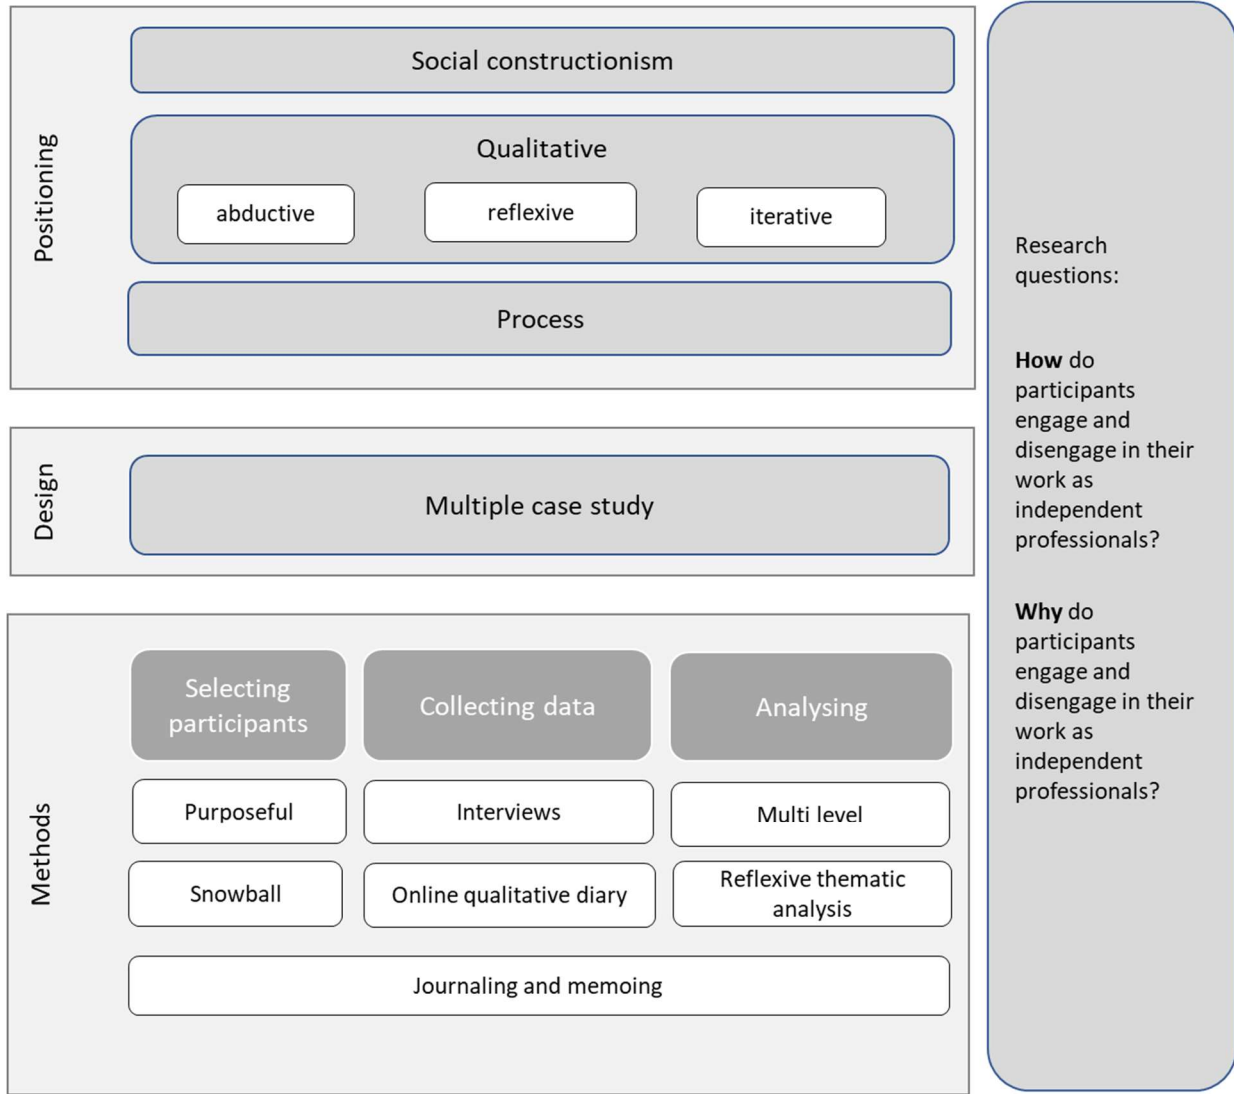 Positioning
Social constructionism
Qualitative
abductive
reflexive
iterative
Process
Design
Multiple case study
Methods
Selecting
participants
Collecting data
Analysing
Purposeful
Interviews
Multi level
Snowball
Online qualitative diary
Reflexive thematic
analysis
Journaling and memoing
Research
questions:
How do
participants
engage and
disengage in their
work as
independent
professionals?
Why do
participants
engage and
disengage in their
work as
independent
professionals?